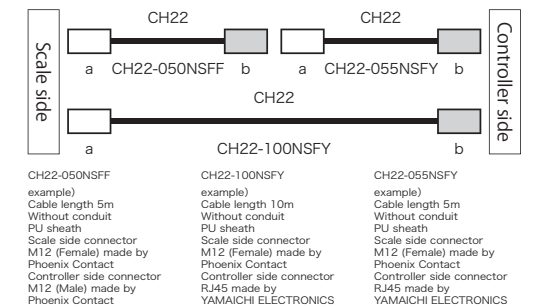 CH22
CH22
Scale side
Controller side
a
CH22-050NSFF
b
a
CH22-055NSFY
b
CH22
a
CH22-100NSFY
b
CH22-050NSFF
example)
Cable length 5m
Without conduit
PU sheath
Scale side connector
M12 (Female) made by
Phoenix Contact
Controller side connector
M12 (Male) made by
Phoenix Contact
CH22-100NSFY
example)
Cable length 10m
Without conduit
PU sheath
Scale side connector
M12 (Female) made by
Phoenix Contact
Controller side connector
RJ45 made by
YAMAICHI ELECTRONICS
CH22-055NSFY
example)
Cable length 5m
Without conduit
PU sheath
Scale side connector
M12 (Female) made by
Phoenix Contact
Controller side connector
RJ45 made by
YAMAICHI ELECTRONICS